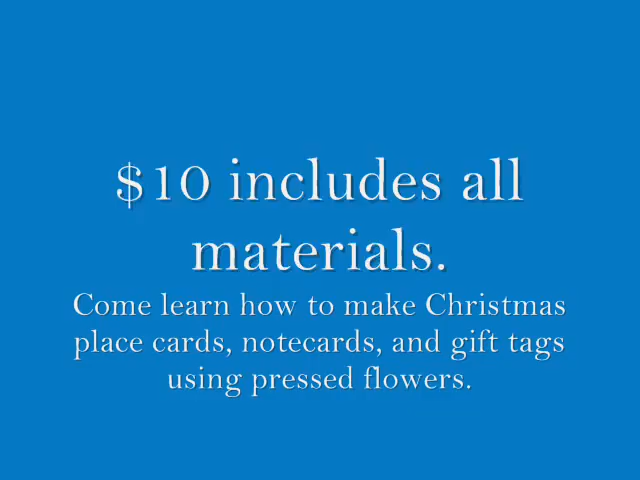 $10 includes all
materials.
Come learn how to make Christmas
place cards, notecards, and gift tags
using pressed flowers.